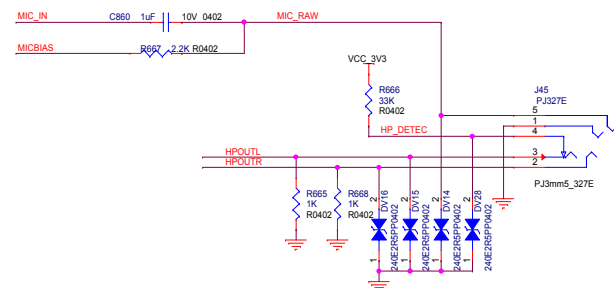 MIC_IN
C860 1uF 10V 0402
MIC_RAW
MICBIAS
R667 2.2K R0402
VCC_3V3
R666
33K
R0402
HP_DETEC
J45
PJ327E
5
1
4
3
2
PJ3mm5_327E
HPOUTL
HPOUTR
R665
1K
R0402
R668
1K
R0402
2
DV16
1
240E2R5PP0402
2
DV15
1
240E2R5PP0402
2
DV14
1
240E2R5PP0402
2
DV28
1
240E2R5PP0402